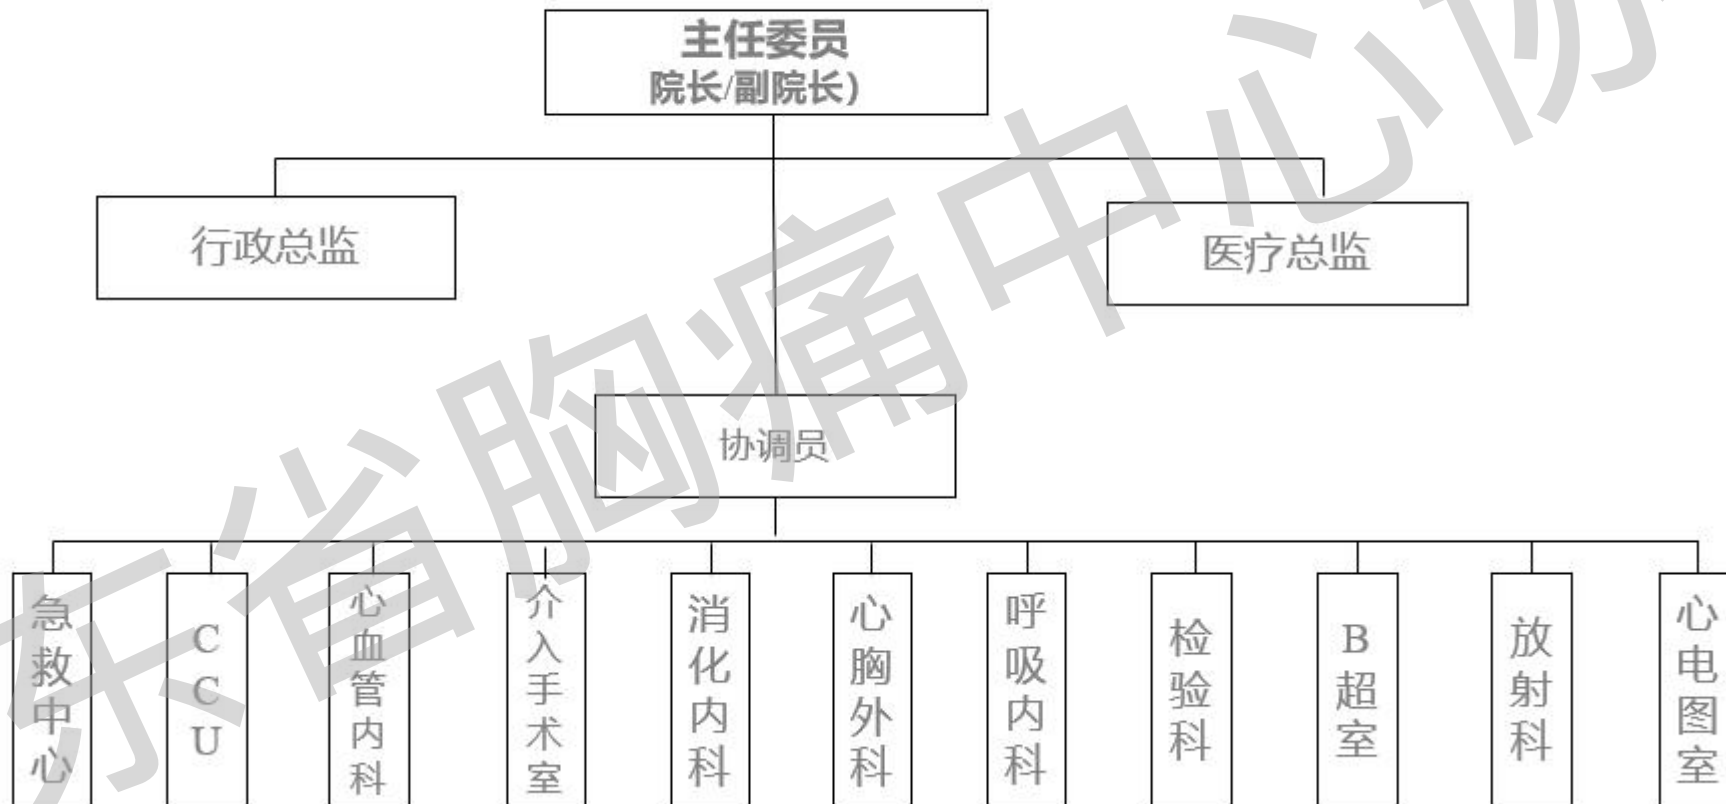 主任委员
院长/副院长）
行政总监
医疗总监
协调员
急救中心
CCU
心血管内科
介入手术室
消化内科
心胸外科
呼吸内科
检验科
B超室
放射科
心电图室
东省胸痛中心协